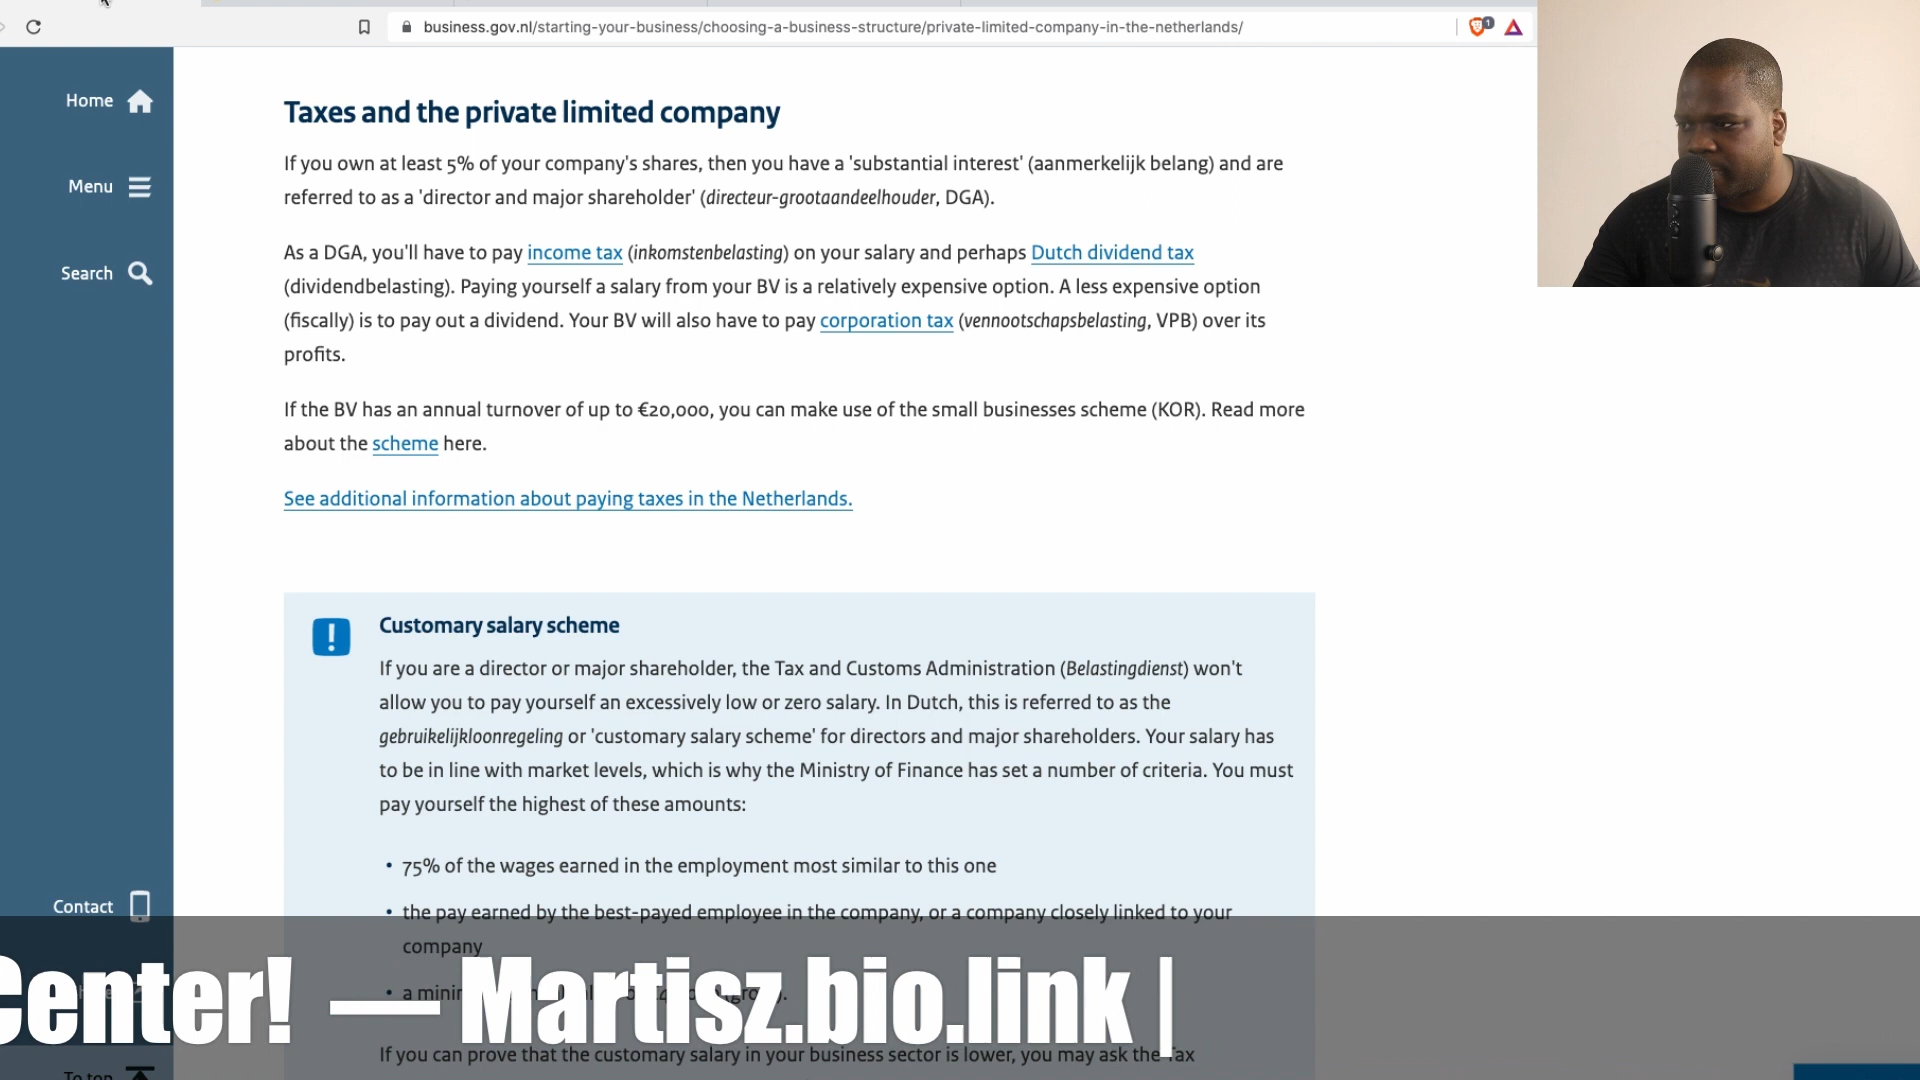 business.gov.nl/starting-your-business/choosing-a-business-structure/private-limited-company-in-the-netherlands/
1
Home
Menu
Search
Taxes and the private limited company
If you own at least 5% of your company's shares, then you have a 'substantial interest' (aanmerkelijk belang) and are
referred to as a 'director and major shareholder' (directeur-grootaandeelhouder, DGA).
As a DGA, you'll have to pay income tax (inkomstenbelasting) on your salary and perhaps Dutch dividend tax
(dividendbelasting). Paying yourself a salary from your BV is a relatively expensive option. A less expensive option
(fiscally) is to pay out a dividend. Your BV will also have to pay corporation tax (vennootschapsbelasting, VPB) over its
profits.
If the BV has an annual turnover of up to €20,000, you can make use of the small businesses scheme (KOR). Read more
about the scheme here.
See additional information about paying taxes in the Netherlands.
Customary salary scheme
If you are a director or major shareholder, the Tax and Customs Administration (Belastingdienst) won't
allow you to pay yourself an excessively low or zero salary. In Dutch, this is referred to as the
gebruikelijkloonregeling or 'customary salary scheme' for directors and major shareholders. Your salary has
to be in line with market levels, which is why the Ministry of Finance has set a number of criteria. You must
pay yourself the highest of these amounts:
• 75% of the wages earned in the employment most similar to this one
• the pay earned by the best-payed employee in the company, or a company closely linked to your
company
• a
If you can prove that the customary salary in your business sector is lower, you may ask the Tax
Contact
To top
Center! — Martisz.bio.link |